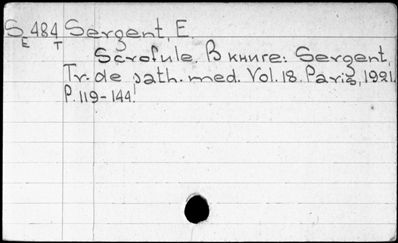 S 484 Sergent, E.
E T
Scrofule. В книге: Sergent,
Tr. de path. med. Vol. 18. Paris, 1921.
P. 119-144.